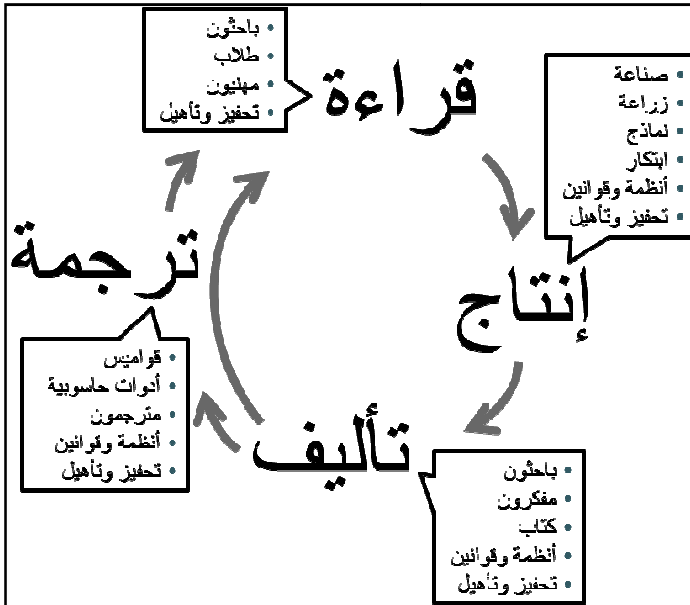 قراءة
• باحثون
• طلاب
• مهنيون
• تحفيز وتأهيل
إنتاج
• صناعة
• زراعة
• نماذج
• ابتكار
• أنظمة وقوانين
• تحفيز وتأهيل
تأليف
• باحثون
• مفكرون
• كتاب
• أنظمة وقوانين
• تحفيز وتأهيل
ترجمة
• قواميس
• أدوات حاسوبية
• مترجمون
• أنظمة وقوانين
• تحفيز وتأهيل